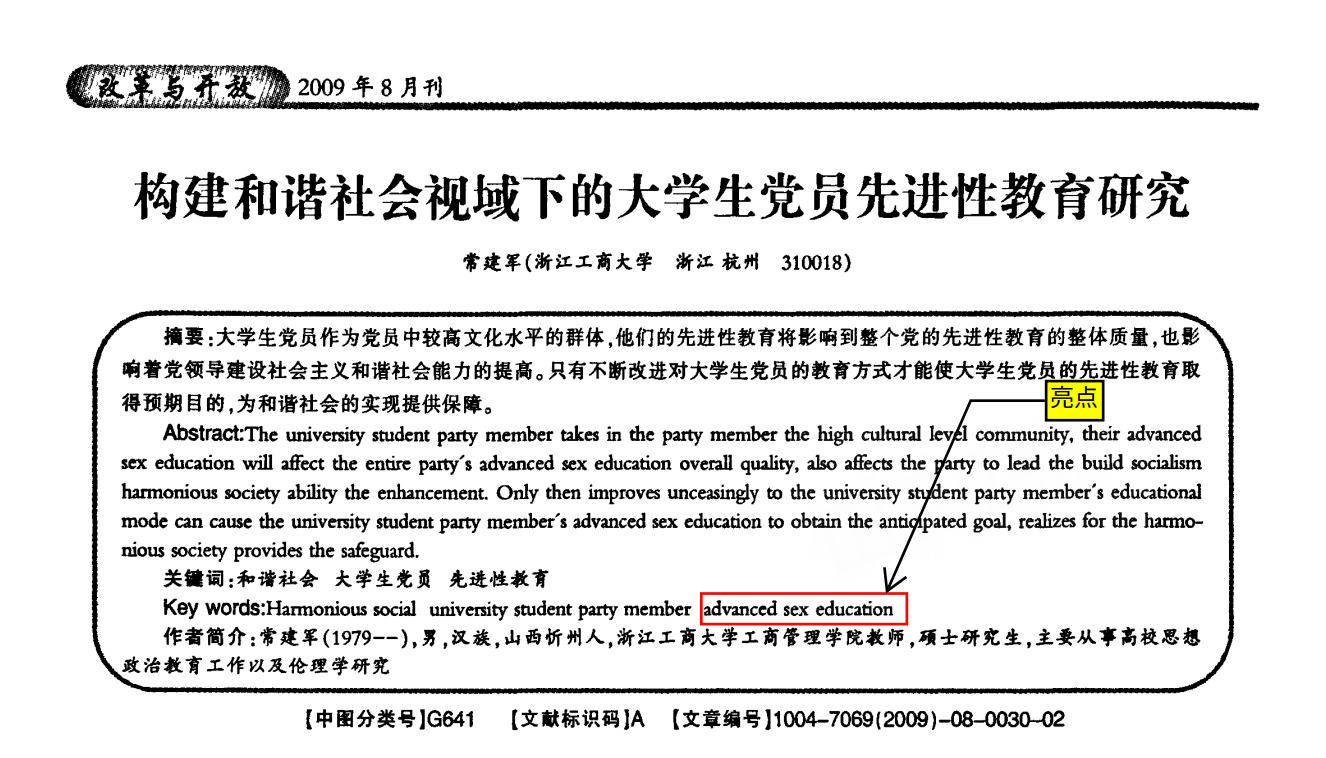 改革与开放 2009 年 8 月刊
构建和谐社会视域下的大学生党员先进性教育研究
常建军(浙江工商大学 浙江 杭州 310018)
摘要:大学生党员作为党员中较高文化水平的群体,他们的先进性教育将影响到整个党的先进性教育的整体质量,也影
响着党领导建设社会主义和谐社会能力的提高。只有不断改进对大学生党员的教育方式才能使大学生党员的先进性教育取
得预期目的,为和谐社会的实现提供保障。
亮点
Abstract:The university student party member takes in the party member the high cultural level community, their advanced
sex education will affect the entire party′s advanced sex education overall quality, also affects the party to lead the build socialism
harmonious society ability the enhancement. Only then improves unceasingly to the university student party member′s educational
mode can cause the university student party member′s advanced sex education to obtain the anticipated goal, realizes for the harmo-
nious society provides the safeguard.
关键词:和谐社会 大学生党员 先进性教育
Key words:Harmonious social university student party member advanced sex education
作者简介:常建军(1979--),男,汉族,山西忻州人,浙江工商大学工商管理学院教师,硕士研究生,主要从事高校思想
政治教育工作以及伦理学研究
【中图分类号】G641 【文献标识码】A 【文章编号】1004-7069(2009)-08-0030-02